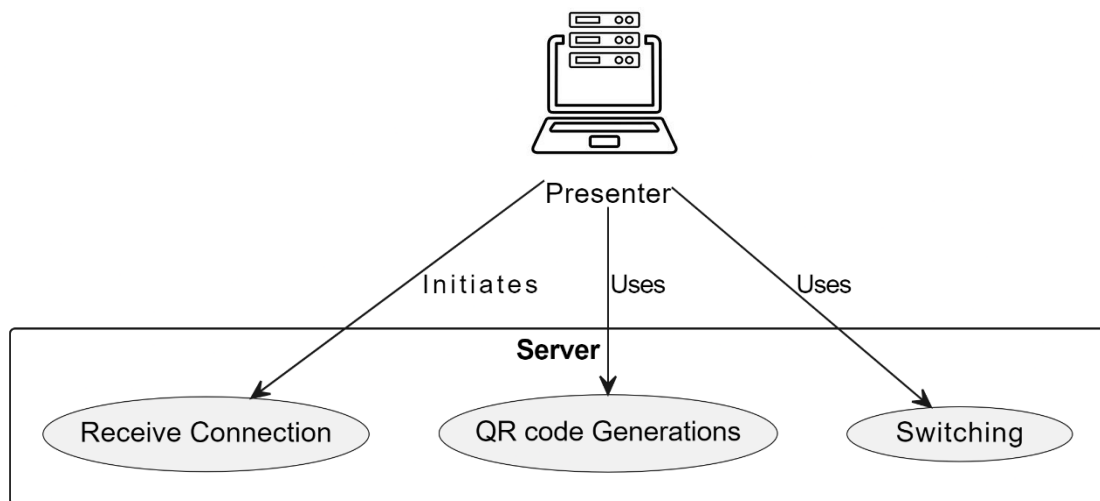 Presenter
Initiates
Uses
Uses
Server
Receive Connection
QR code Generations
Switching